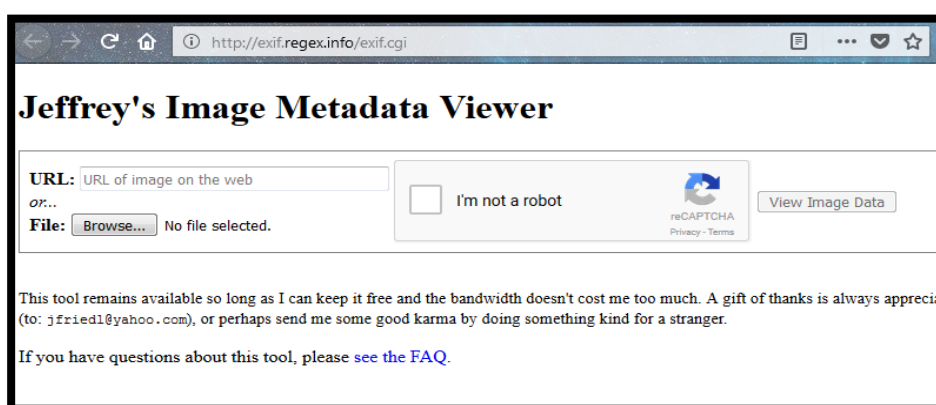 http://exif.regex.info/exif.cgi
Jeffrey's Image Metadata Viewer
URL: URL of image on the web
or...
File: Browse... No file selected.
I'm not a robot
reCAPTCHA
Privacy - Terms
View Image Data
This tool remains available so long as I can keep it free and the bandwidth doesn't cost me too much. A gift of thanks is always
(to: jfriedl@yahoo.com), or perhaps send me some good karma by doing something kind for a stranger.
If you have questions about this tool, please see the FAQ.